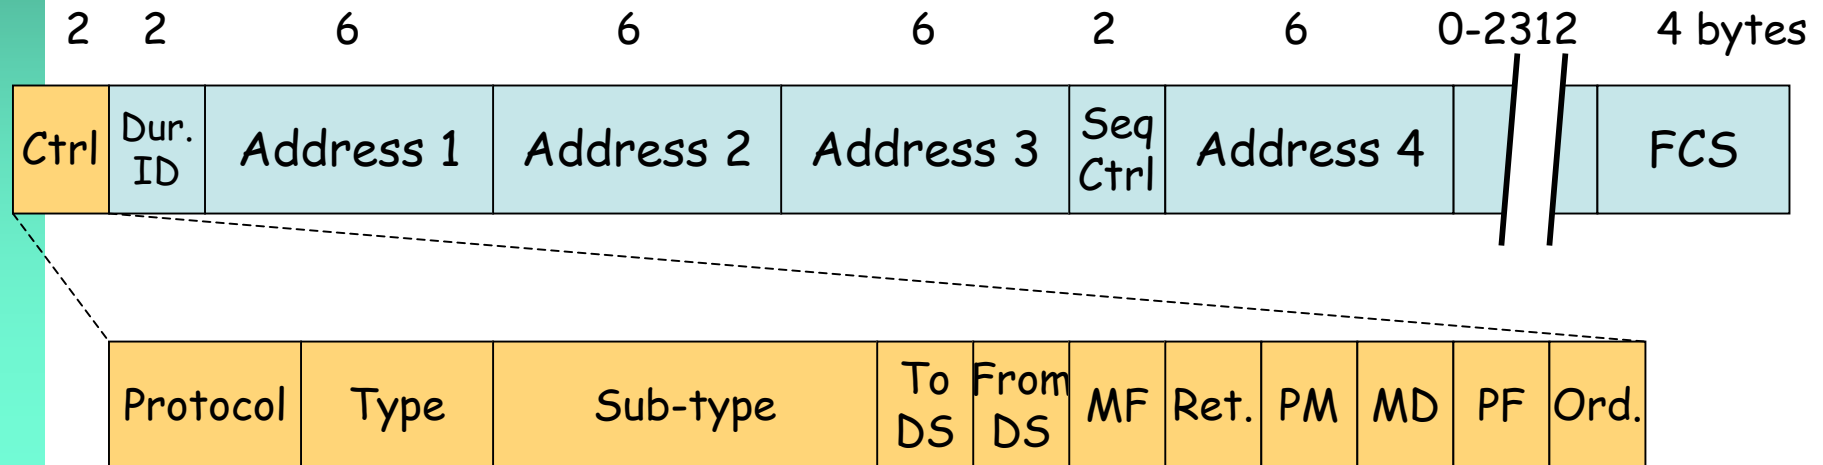 2 2 6 6 6 2 6 0-2312 4 bytes
Ctrl Dur. ID Address 1 Address 2 Address 3 Seq Ctrl Address 4 FCS
Protocol Type Sub-type To DS From DS MF Ret. PM MD PF Ord.